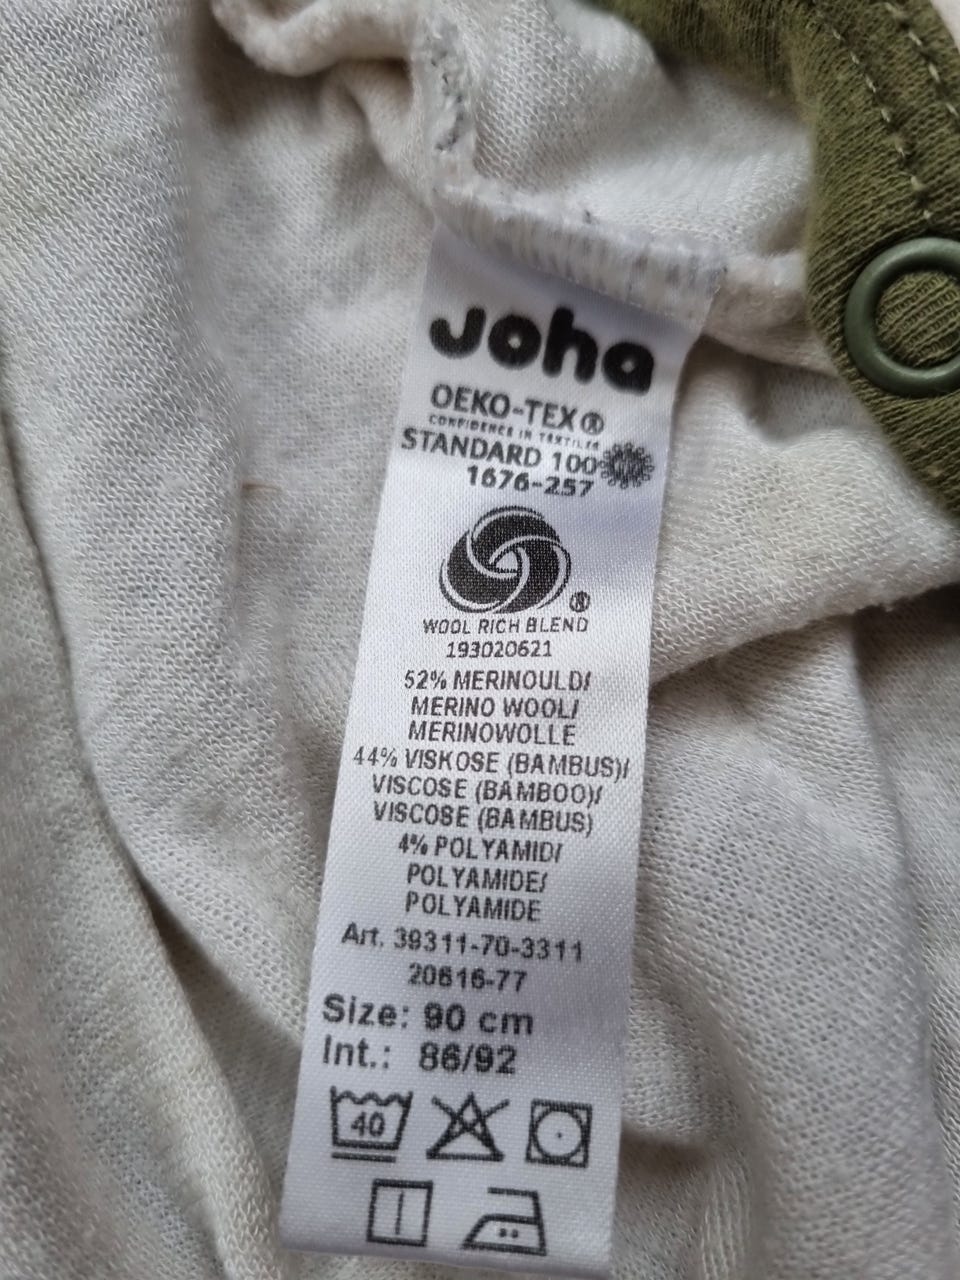 Joha
OEKO-TEX®
CONFIDENCE IN TEXTILES
STANDARD 100
1676-257
®
WOOL RICH BLEND
193020621
52% MERINOULD/
MERINO WOOL/
MERINOWOLLE
44% VISKOSE (BAMBUS)/
VISCOSE (BAMBOO)/
VISCOSE (BAMBUS)
4% POLYAMID/
POLYAMIDE/
POLYAMIDE
Art. 39311-70-3311
20616-77
Size: 90 cm
Int.: 86/92
40